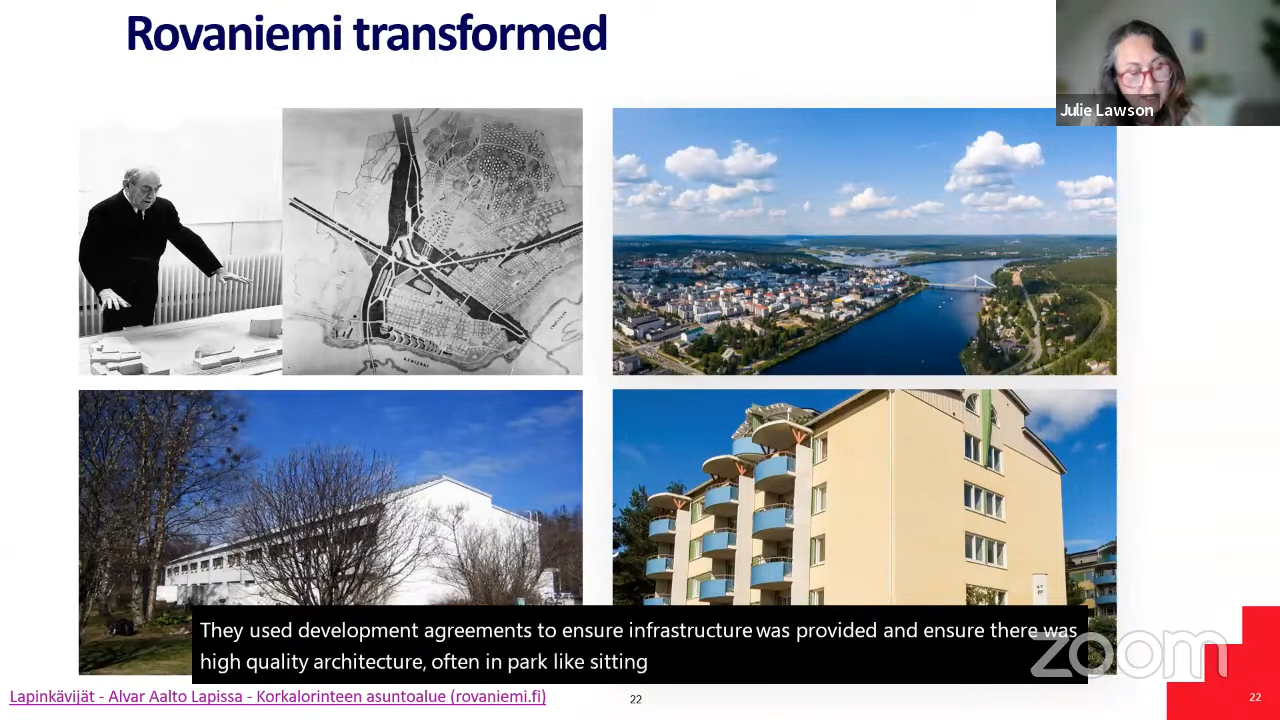 Rovaniemi transformed
Julie Lawson
They used development agreements to ensure infrastructure was provided and ensure there was
high quality architecture, often in park like sitting
zoom
Lapinkävijät - Alvar Aalto Lapissa - Korkalorinteen asuntoalue (rovaniemi.fi)
22
22